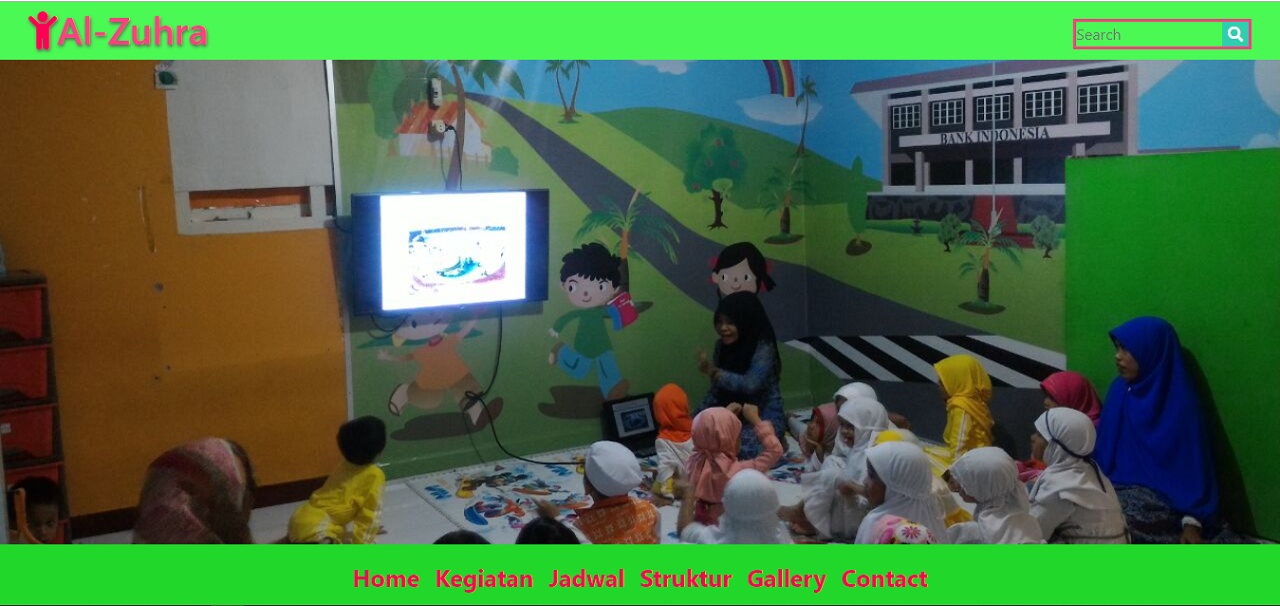 Al-Zuhra
Search
BANK INDONESIA
Home Kegiatan Jadwal Struktur Gallery Contact